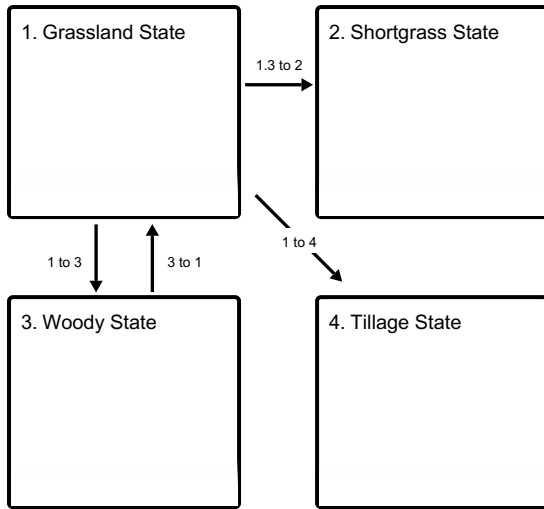 1. Grassland State
2. Shortgrass State
1.3 to 2
1 to 4
1 to 3
3 to 1
3. Woody State
4. Tillage State